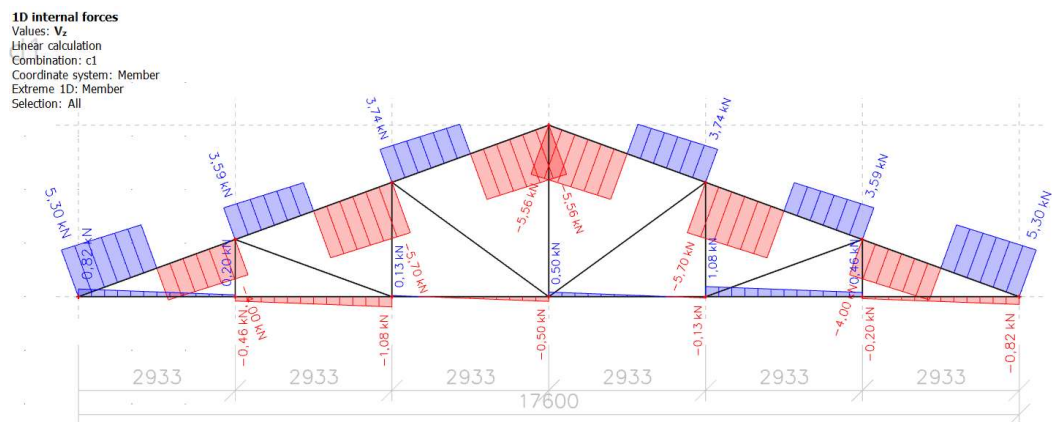 1D internal forces
Values: Vz
Linear calculation
Combination: c1
Coordinate system: Member
Extreme 1D: Member
Selection: All
5,30 kN
0,82 kN
3,59 kN
0,20 kN
-0,46 kN
3,74 kN
0,13 kN
-5,70 kN
-1,08 kN
-5,56 kN
-5,56 kN
0,50 kN
-0,50 kN
3,74 kN
-5,70 kN
1,08 kN
-0,13 kN
3,59 kN
0,46 kN
-4,00 kN
-0,20 kN
5,30 kN
-0,82 kN
2933
2933
2933
2933
2933
2933
17600